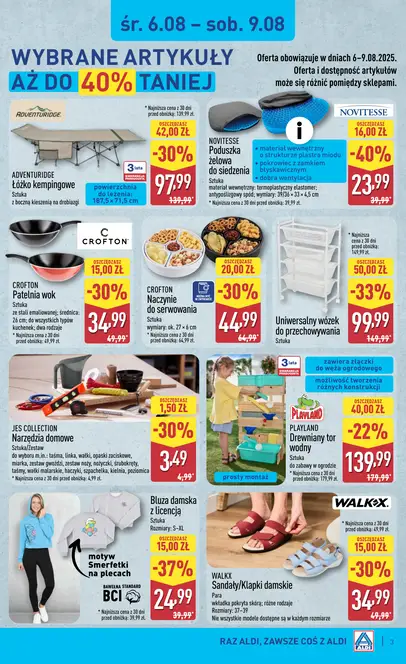 śr. 6.08 – sob. 9.08
WYBRANE ARTYKUŁY
AŻ DO 40% TANIEJ
Oferta obowiązuje w dniach 6–9.08.2025.
Oferta i dostępność artykułów
może się różnić pomiędzy sklepami.
ADVENTURIDGE
* Najniższa cena z 30 dni
przed obniżką: 139,99 zł
OSZCZĘDZASZ
42,00 ZŁ
-30%
97,99
139,99*
3 lata
ADVENTURIDGE
Łóżko kempingowe
Sztuka
z boczną kieszenią na drobiazgi
powierzchnia
do leżenia:
187,5 x 71,5 cm
NOVITESSE
OSZCZĘDZASZ
16,00 ZŁ
-40%
23,99
39,99*
NOVITESSE
Poduszka
żelowa
do siedzenia
Sztuka
materiał wewnętrzny: termoplastyczny elastomer;
antypoślizgowy spód; wymiary: 39/36 × 33 × 4,5 cm
* Najniższa cena z 30 dni przed obniżką: 39,99 zł
i
• materiał wewnętrzny
o strukturze plastra miodu
• pokrowiec z zamkiem
błyskawicznym
• dobra wentylacja
CROFTON
OSZCZĘDZASZ
15,00 ZŁ
-30%
34,99
49,99*
CROFTON
Patelnia wok
Sztuka
ze stali emaliowanej; średnica:
26 cm; do wszystkich typów
kuchenek; dwa rodzaje
* Najniższa cena z 30 dni
przed obniżką: 49,99 zł
OSZCZĘDZASZ
20,00 ZŁ
-30%
44,99
64,99*
CROFTON
Naczynie
do serwowania
Sztuka
wymiary: ok. 27 × 6 cm
* Najniższa cena z 30 dni
przed obniżką: 64,99 zł
* Najniższa
cena z 30 dni
przed obniżką:
149,99 zł
OSZCZĘDZASZ
50,00 ZŁ
-33%
99,99
149,99*
Uniwersalny wózek
do przechowywania
Sztuka
OSZCZĘDZASZ
1,50 ZŁ
-30%
3,49
4,99*
JES COLLECTION
Narzędzia domowe
Sztuka/Zestaw
do wyboru m.in.: taśma, linka, wałki, opaski zaciskowe,
miarka, zestaw gwoździ, zestaw noży, nożyczki, śrubokręty,
taśmy, wałki malarskie, haczyki, szpachelka, kielnia, poziomica
* Najniższa cena z 30 dni przed obniżką: 4,99 zł
3 lata
zawiera złączki
do węża ogrodowego
możliwość tworzenia
różnych konstrukcji
PLAYLAND
OSZCZĘDZASZ
40,00 ZŁ
-22%
139,99
179,99*
PLAYLAND
Drewniany tor
wodny
Sztuka
do zabawy w ogrodzie
* Najniższa cena z 30 dni
przed obniżką: 179,99 zł
prosty montaż
Bluza damska
z licencją
Sztuka
Rozmiary: S–XL
OSZCZĘDZASZ
15,00 ZŁ
-37%
24,99
39,99*
motyw
Smerfetki
na plecach
BAWEŁNA STANDARD
BCI
* Najniższa cena z 30 dni
przed obniżką: 39,99 zł
WALKX
* Najniższa
cena z 30 dni
przed obniżką:
49,99 zł
OSZCZĘDZASZ
15,00 ZŁ
-30%
34,99
49,99*
WALKX
Sandały/Klapki damskie
Para
wkładka pokryta skórą; różne rodzaje
Rozmiary: 37–39
Nie wszystkie modele dostępne są w każdym rozmiarze
RAZ ALDI, ZAWSZE COŚ Z ALDI
ALDI
3